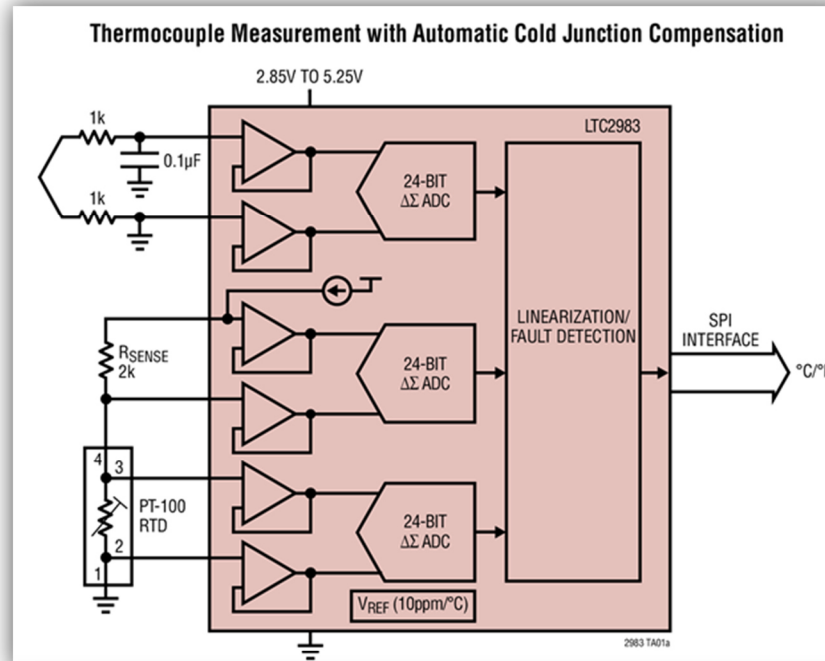 Thermocouple Measurement with Automatic Cold Junction Compensation
2.85V TO 5.25V
LTC2983
1k
0.1µF
1k
24-BIT
ΔΣ ADC
RSENSE
2k
24-BIT
ΔΣ ADC
LINEARIZATION/
FAULT DETECTION
SPI
INTERFACE
4
3
PT-100
RTD
2
1
24-BIT
ΔΣ ADC
VREF (10ppm/°C)
2983 TA01a